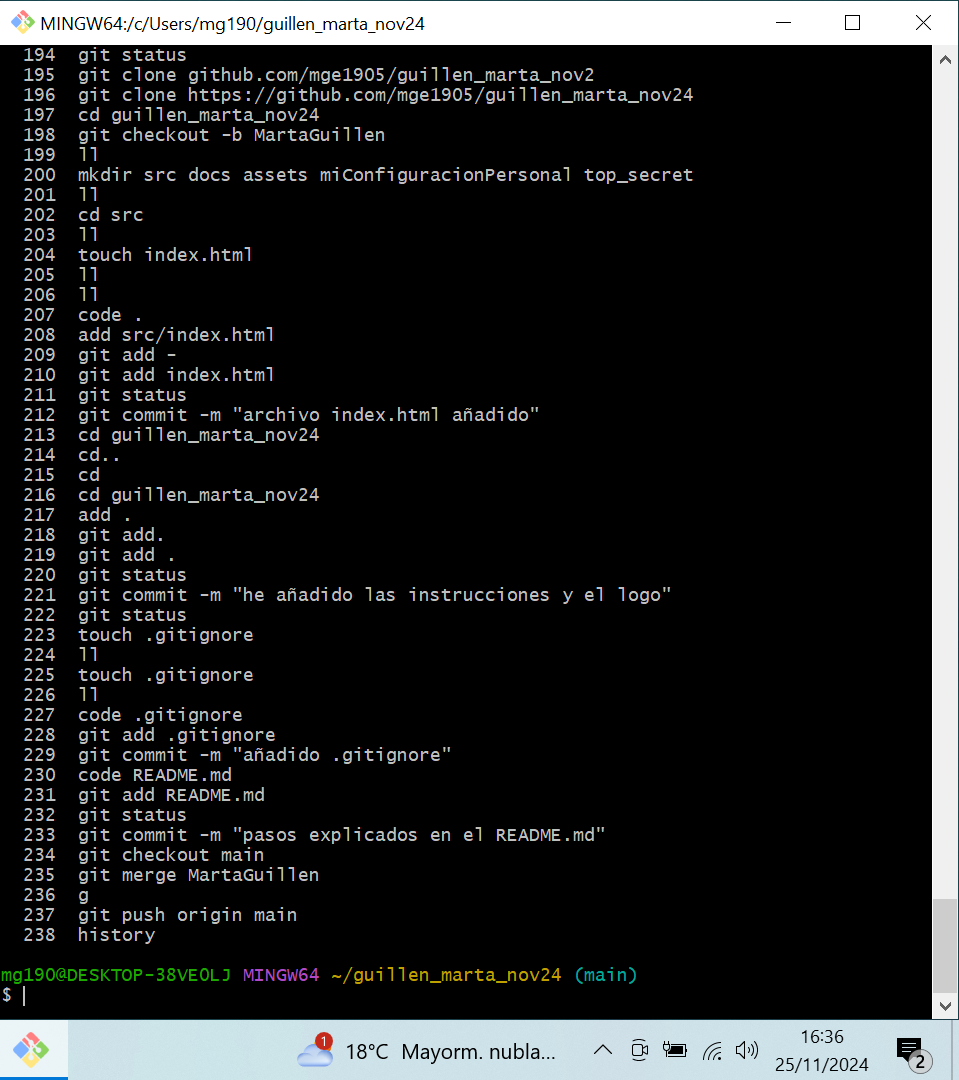 MINGW64:/c/Users/mg190/guillen_marta_nov24
194 git status
195 git clone github.com/mge1905/guillen_marta_nov2
196 git clone https://github.com/mge1905/guillen_marta_nov24
197 cd guillen_marta_nov24
198 git checkout -b MartaGuillen
199 ll
200 mkdir src docs assets miConfiguracionPersonal top_secret
201 ll
202 cd src
203 ll
204 touch index.html
205 ll
206 ll
207 code .
208 add src/index.html
209 git add -
210 git add index.html
211 git status
212 git commit -m "archivo index.html añadido"
213 cd guillen_marta_nov24
214 cd..
215 cd
216 cd guillen_marta_nov24
217 add .
218 git add.
219 git add .
220 git status
221 git commit -m "he añadido las instrucciones y el logo"
222 git status
223 touch .gitignore
224 ll
225 touch .gitignore
226 ll
227 code .gitignore
228 git add .gitignore
229 git commit -m "añadido .gitignore"
230 code README.md
231 git add README.md
232 git status
233 git commit -m "pasos explicados en el README.md"
234 git checkout main
235 git merge MartaGuillen
236 g
237 git push origin main
238 history
mg190@DESKTOP-38VE0LJ MINGW64 ~/guillen_marta_nov24 (main)
$
1
18°C Mayorm. nubla...
16:36
25/11/2024
2